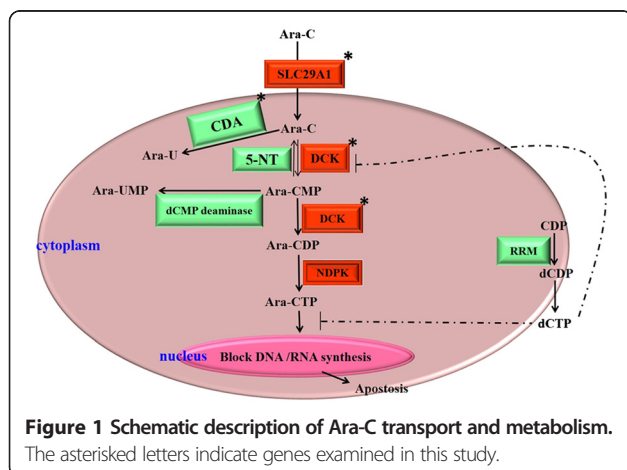 Ara-C
SLC29A1 *
CDA *
Ara-C
Ara-U
5-NT
DCK *
Ara-UMP
Ara-CMP
dCMP deaminase
DCK *
CDP
cytoplasm
Ara-CDP
RRM
dCDP
NDPK
Ara-CTP
dCTP
nucleus
Block DNA /RNA synthesis
Apostosis
Figure 1 Schematic description of Ara-C transport and metabolism.
The asterisked letters indicate genes examined in this study.